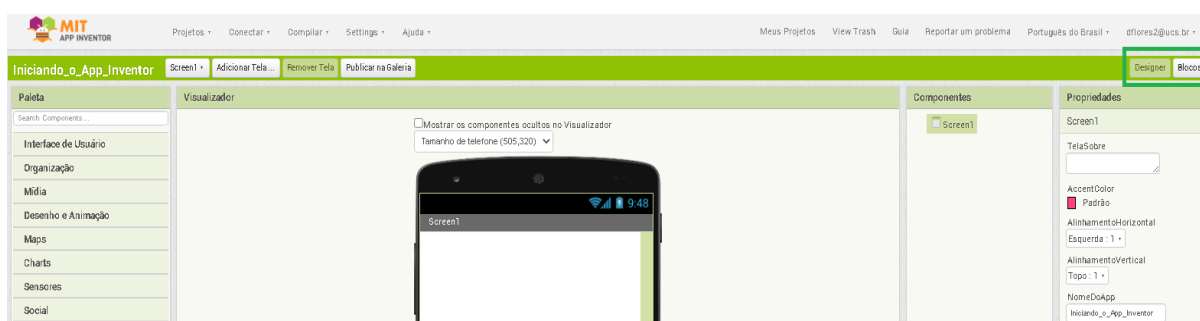 MIT
APP INVENTOR
Projetos Conectar Compilar Settings Ajuda Meus Projetos View Trash Guia Reportar um problema Português do Brasil dflores2@ucs.br
Iniciando_o_App_Inventor Screen1 Adicionar Tela... Remover Tela Publicar na Galeria Designer Blocos
Paleta Visualizador Componentes Propriedades
Search Components...
Interface de Usuário
Organização
Mídia
Desenho e Animação
Maps
Charts
Sensores
Social
Mostrar os componentes ocultos no Visualizador
Tamanho de telefone (505,320)
9:48
Screen1
Screen1
Screen1
TelaSobre
AccentColor
Padrão
AlinhamentoHorizontal
Esquerda : 1
AlinhamentoVertical
Topo : 1
NomeDoApp
Iniciando_o_App_Inventor